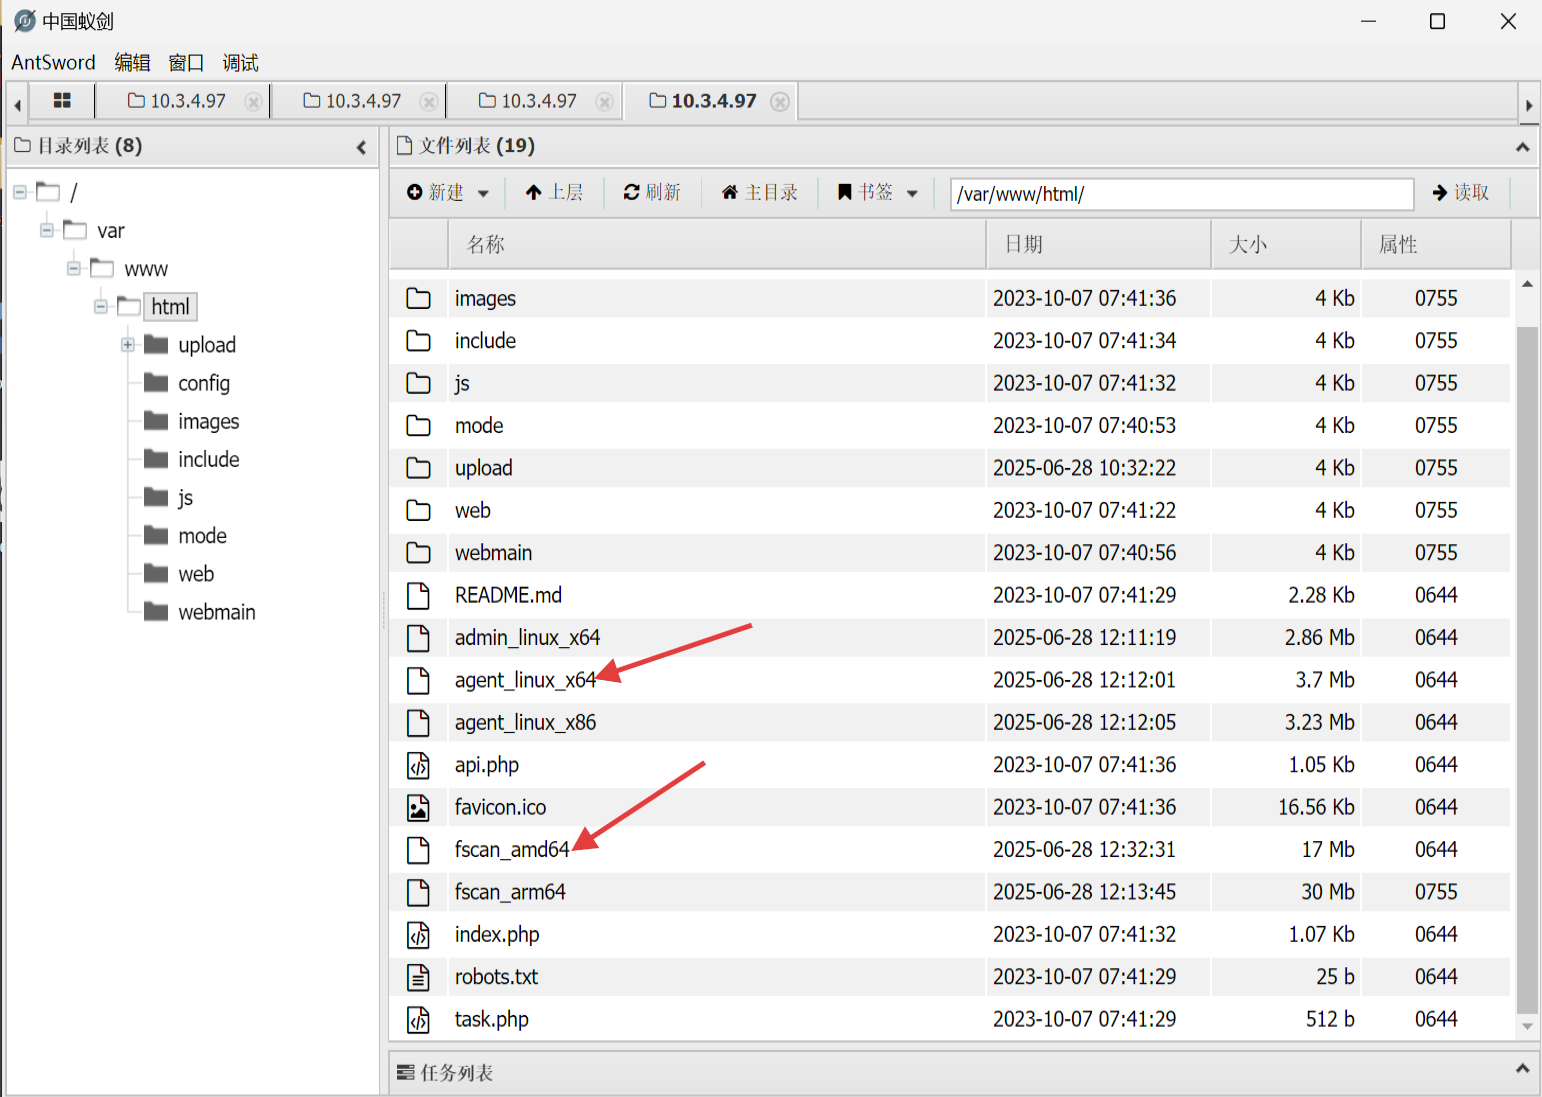 中国蚁剑
AntSword 编辑 窗口 调试
10.3.4.97 10.3.4.97 10.3.4.97 10.3.4.97
目录列表 (8)
/
var
www
html
upload
config
images
include
js
mode
web
webmain
文件列表 (19)
新建 上层 刷新 主目录 书签 /var/www/html/ 读取
名称 日期 大小 属性
images 2023-10-07 07:41:36 4 Kb 0755
include 2023-10-07 07:41:34 4 Kb 0755
js 2023-10-07 07:41:32 4 Kb 0755
mode 2023-10-07 07:40:53 4 Kb 0755
upload 2025-06-28 10:32:22 4 Kb 0755
web 2023-10-07 07:41:22 4 Kb 0755
webmain 2023-10-07 07:40:56 4 Kb 0755
README.md 2023-10-07 07:41:29 2.28 Kb 0644
admin_linux_x64 2025-06-28 12:11:19 2.86 Mb 0644
agent_linux_x64 2025-06-28 12:12:01 3.7 Mb 0644
agent_linux_x86 2025-06-28 12:12:05 3.23 Mb 0644
api.php 2023-10-07 07:41:36 1.05 Kb 0644
favicon.ico 2023-10-07 07:41:36 16.56 Kb 0644
fscan_amd64 2025-06-28 12:32:31 17 Mb 0644
fscan_arm64 2025-06-28 12:13:45 30 Mb 0755
index.php 2023-10-07 07:41:32 1.07 Kb 0644
robots.txt 2023-10-07 07:41:29 25 b 0644
task.php 2023-10-07 07:41:29 512 b 0644
任务列表